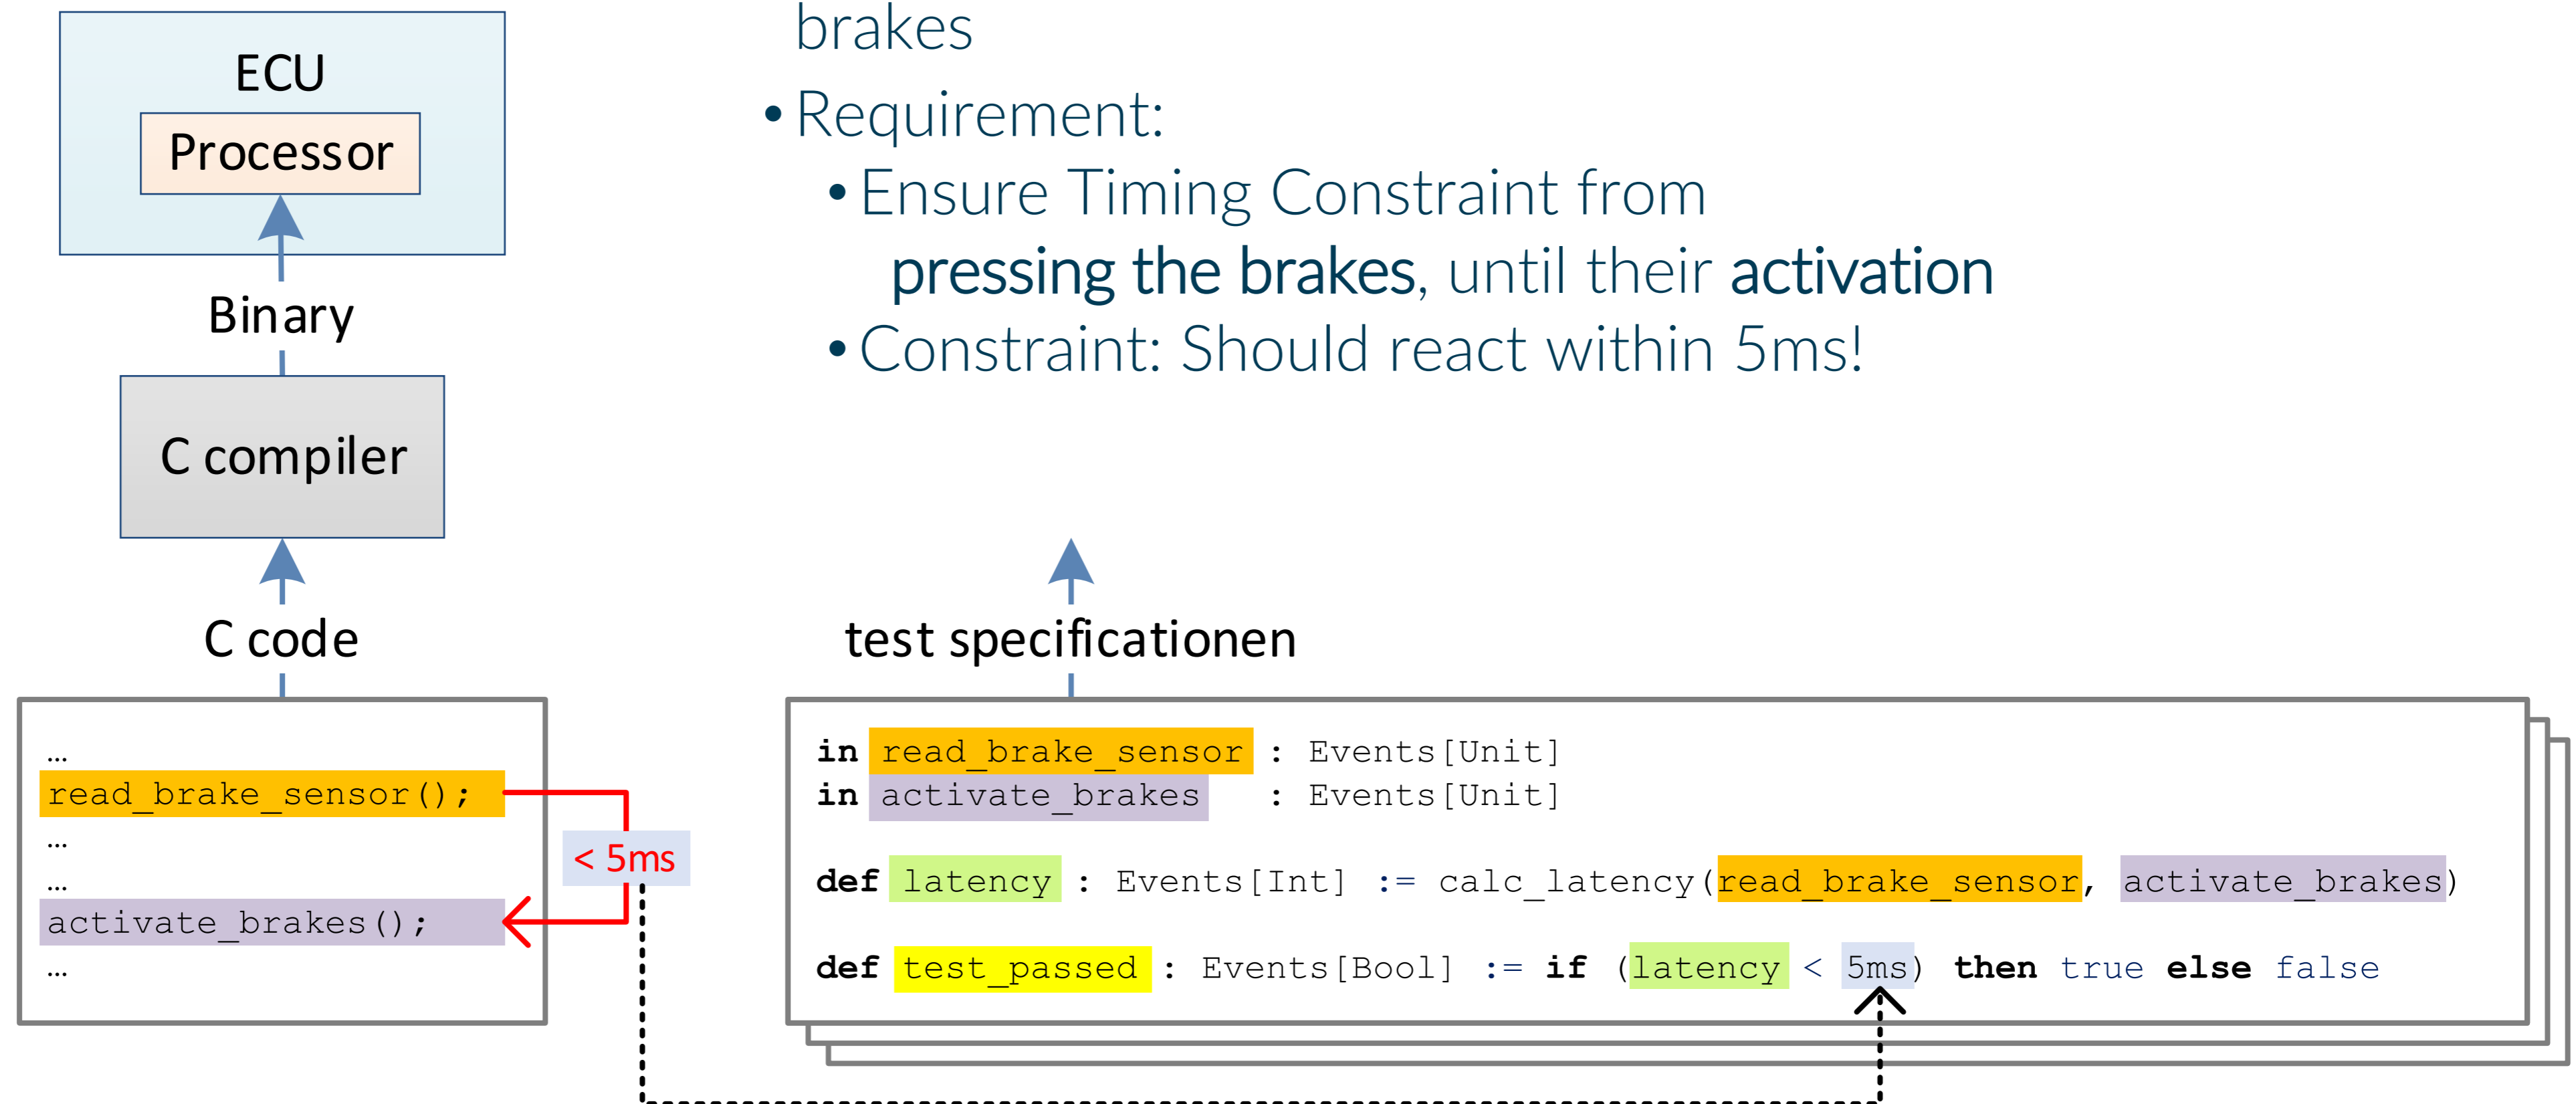 brakes
• Requirement:
• Ensure Timing Constraint from
pressing the brakes, until their activation
• Constraint: Should react within 5ms!
ECU
Processor
Binary
C compiler
C code
…
read_brake_sensor();
…
…
activate_brakes();
…
< 5ms
test specificationen
in read_brake_sensor : Events[Unit]
in activate_brakes : Events[Unit]
def latency : Events[Int] := calc_latency(read_brake_sensor, activate_brakes)
def test_passed : Events[Bool] := if (latency < 5ms) then true else false